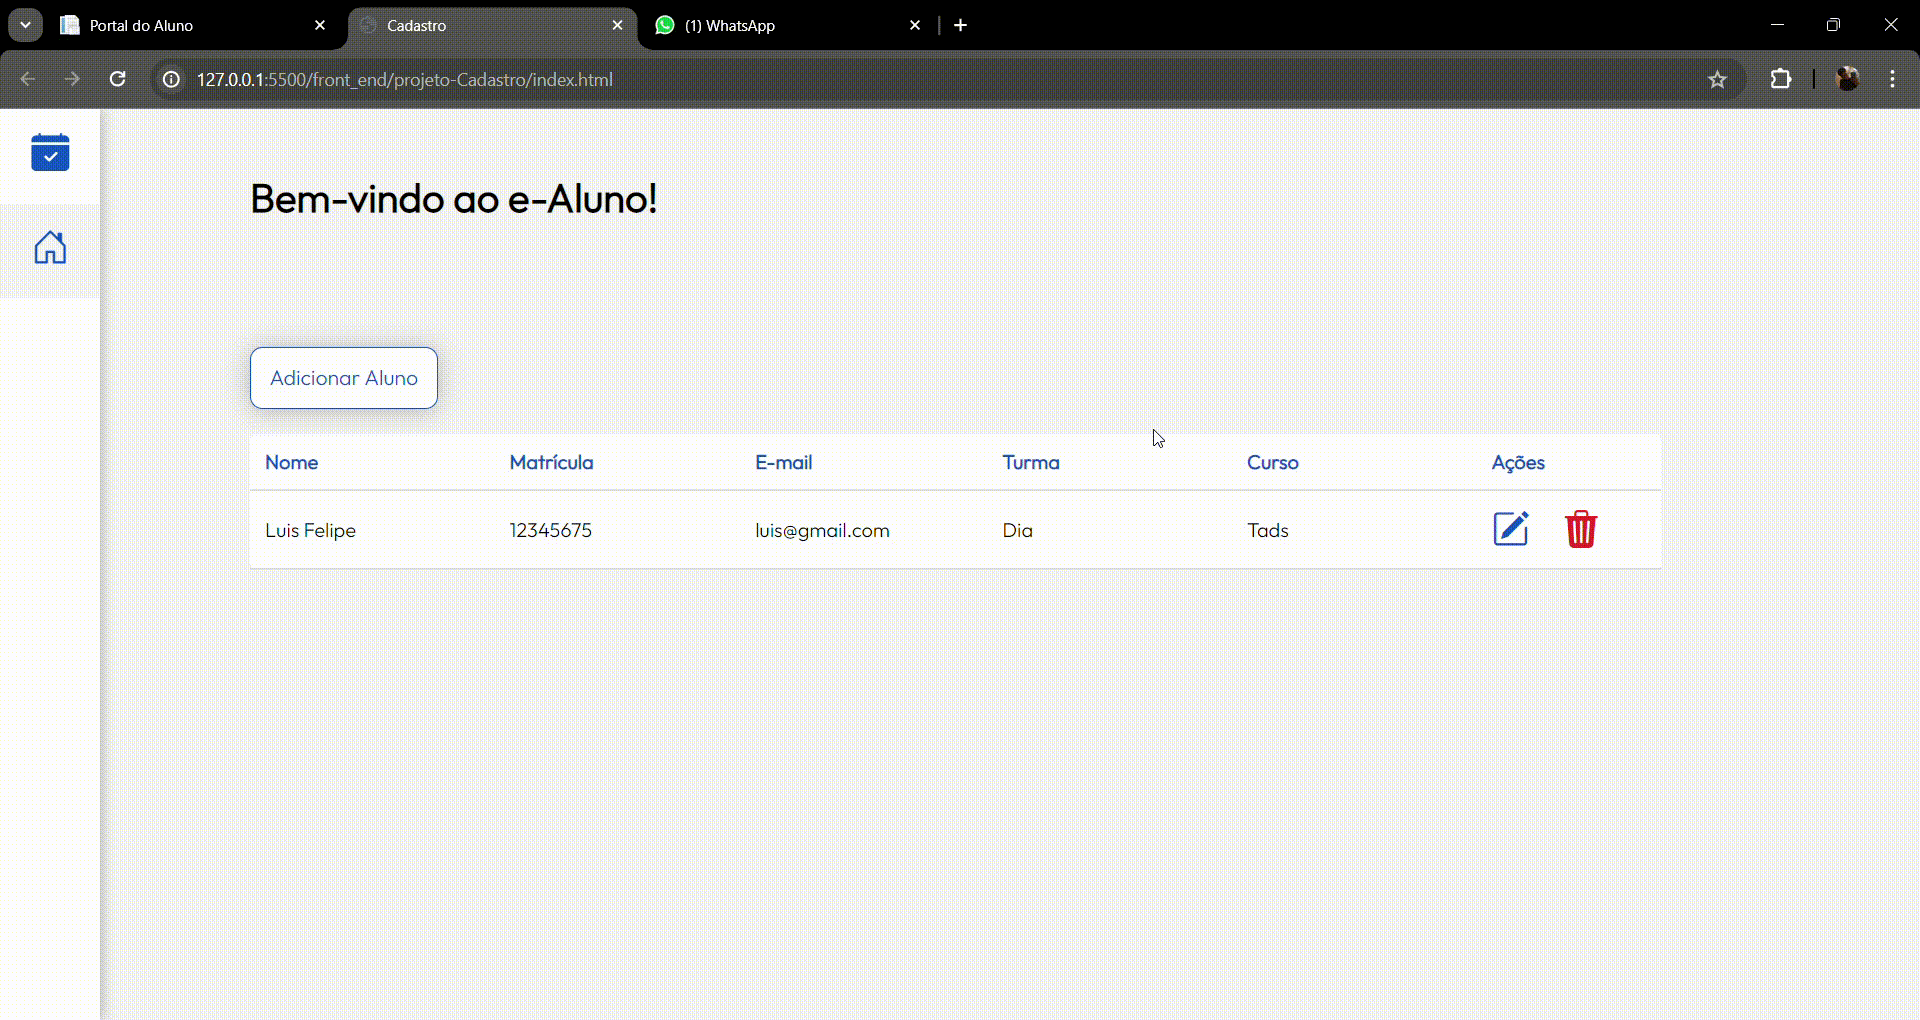 Portal do Aluno
Cadastro
(1) WhatsApp
127.0.0.1:5500/front_end/projeto-Cadastro/index.html
Bem-vindo ao e-Aluno!
Adicionar Aluno
Nome Matrícula E-mail Turma Curso Ações
Luis Felipe 12345675 luis@gmail.com Dia Tads